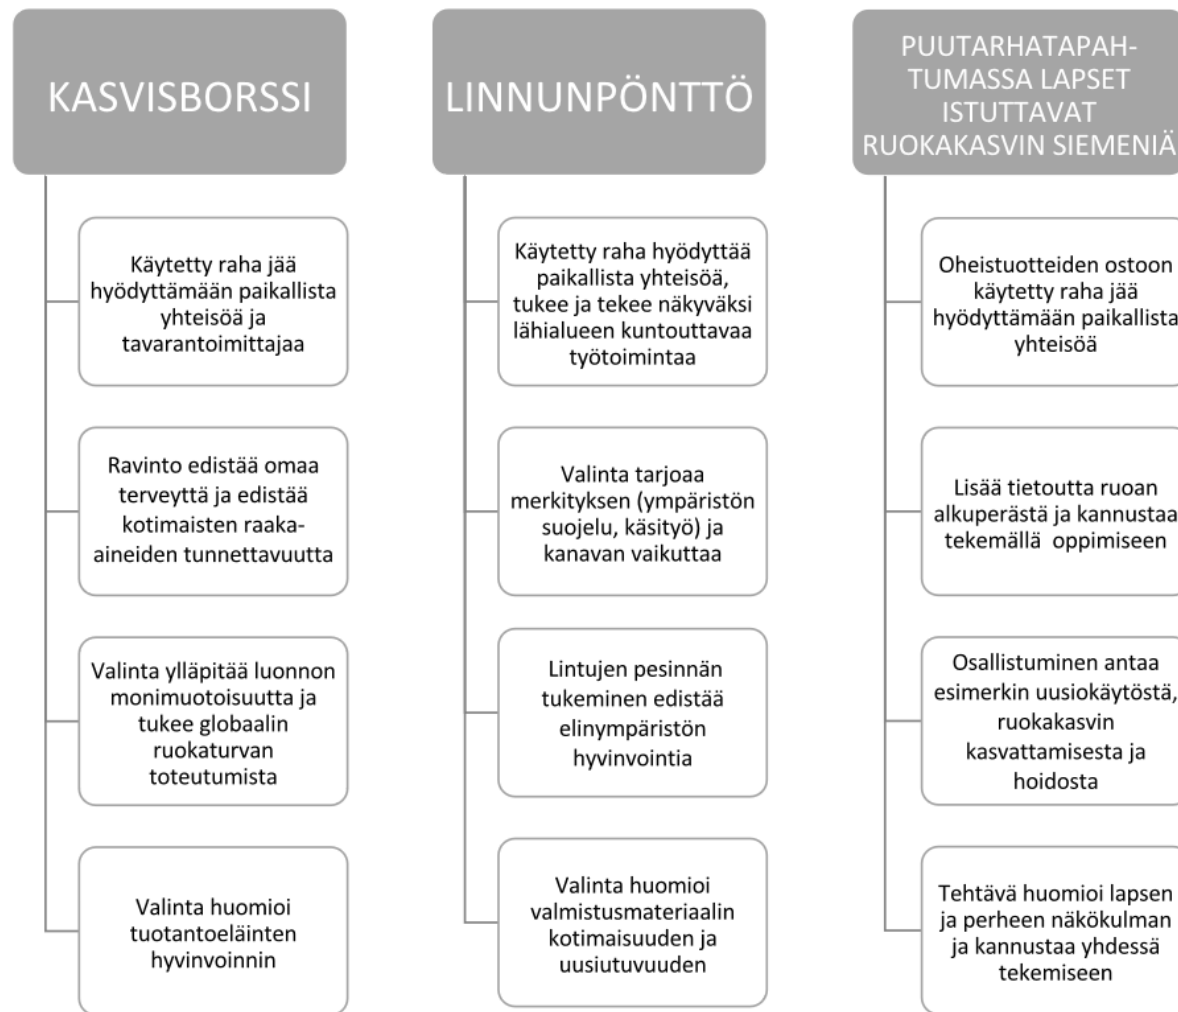 KASVISBORSSI
Käytetty raha jää
hyödyttämään paikallista
yhteisöä ja
tavarantoimittajaa
Ravinto edistää omaa
terveyttä ja edistää
kotimaisten raaka-
aineiden tunnettavuutta
Valinta ylläpitää luonnon
monimuotoisuutta ja
tukee globaalin
ruokaturvan
toteutumista
Valinta huomioi
tuotantoeläinten
hyvinvoinnin
LINNUNPÖNTTÖ
Käytetty raha hyödyttää
paikallista yhteisöä,
tukee ja tekee näkyväksi
lähialueen kuntouttavaa
työtoimintaa
Valinta tarjoaa
merkityksen (ympäristön
suojelu, käsityö) ja
kanavan vaikuttaa
Lintujen pesinnän
tukeminen edistää
elinympäristön
hyvinvointia
Valinta huomioi
valmistusmateriaalin
kotimaisuuden ja
uusiutuvuuden
PUUTARHATAPAH-
TUMASSA LAPSET
ISTUTTAVAT
RUOKAKASVIN SIEMENIÄ
Oheistuotteiden ostoon
käytetty raha jää
hyödyttämään paikallista
yhteisöä
Lisää tietoutta ruoan
alkuperästä ja kannustaa
tekemällä oppimiseen
Osallistuminen antaa
esimerkin uusiokäytöstä,
ruokakasvin
kasvattamisesta ja
hoidosta
Tehtävä huomioi lapsen
ja perheen näkökulman
ja kannustaa yhdessä
tekemiseen